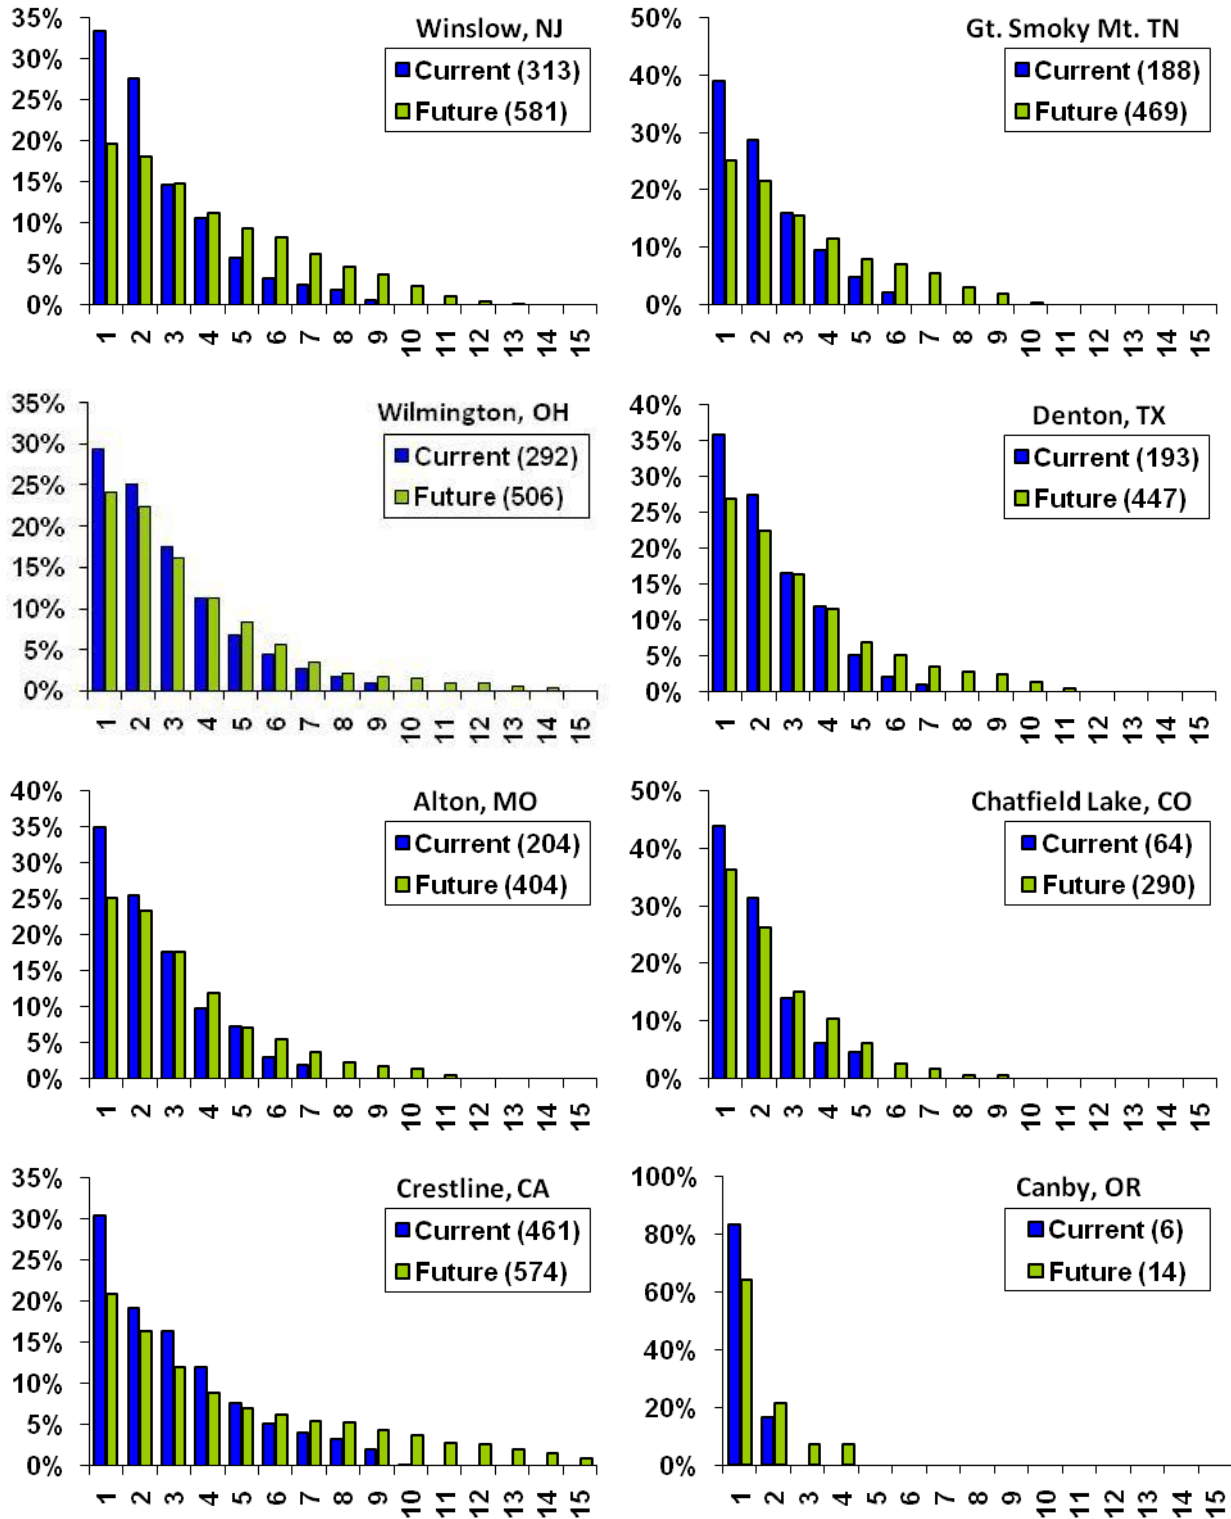 Winslow, NJ
Current (313)
Future (581)
35%
30%
25%
20%
15%
10%
5%
0%
1 2 3 4 5 6 7 8 9 10 11 12 13 14 15
Gt. Smoky Mt. TN
Current (188)
Future (469)
50%
40%
30%
20%
10%
0%
1 2 3 4 5 6 7 8 9 10 11 12 13 14 15
Wilmington, OH
Current (292)
Future (506)
35%
30%
25%
20%
15%
10%
5%
0%
1 2 3 4 5 6 7 8 9 10 11 12 13 14 15
Denton, TX
Current (193)
Future (447)
40%
35%
30%
25%
20%
15%
10%
5%
0%
1 2 3 4 5 6 7 8 9 10 11 12 13 14 15
Alton, MO
Current (204)
Future (404)
40%
35%
30%
25%
20%
15%
10%
5%
0%
1 2 3 4 5 6 7 8 9 10 11 12 13 14 15
Chatfield Lake, CO
Current (64)
Future (290)
50%
40%
30%
20%
10%
0%
1 2 3 4 5 6 7 8 9 10 11 12 13 14 15
Crestline, CA
Current (461)
Future (574)
35%
30%
25%
20%
15%
10%
5%
0%
1 2 3 4 5 6 7 8 9 10 11 12 13 14 15
Canby, OR
Current (6)
Future (14)
100%
80%
60%
40%
20%
0%
1 2 3 4 5 6 7 8 9 10 11 12 13 14 15